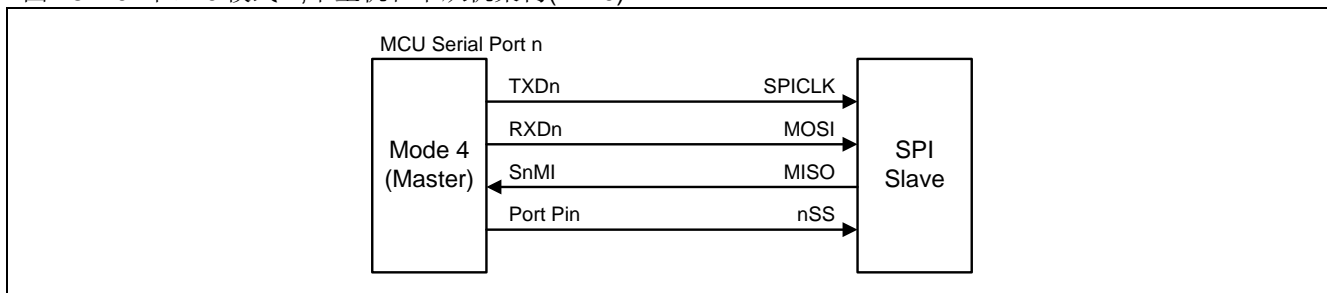 MCU Serial Port n
TXDn SPICLK
RXDn MOSI
Mode 4
(Master)
SnMI MISO
SPI
Slave
Port Pin nSS